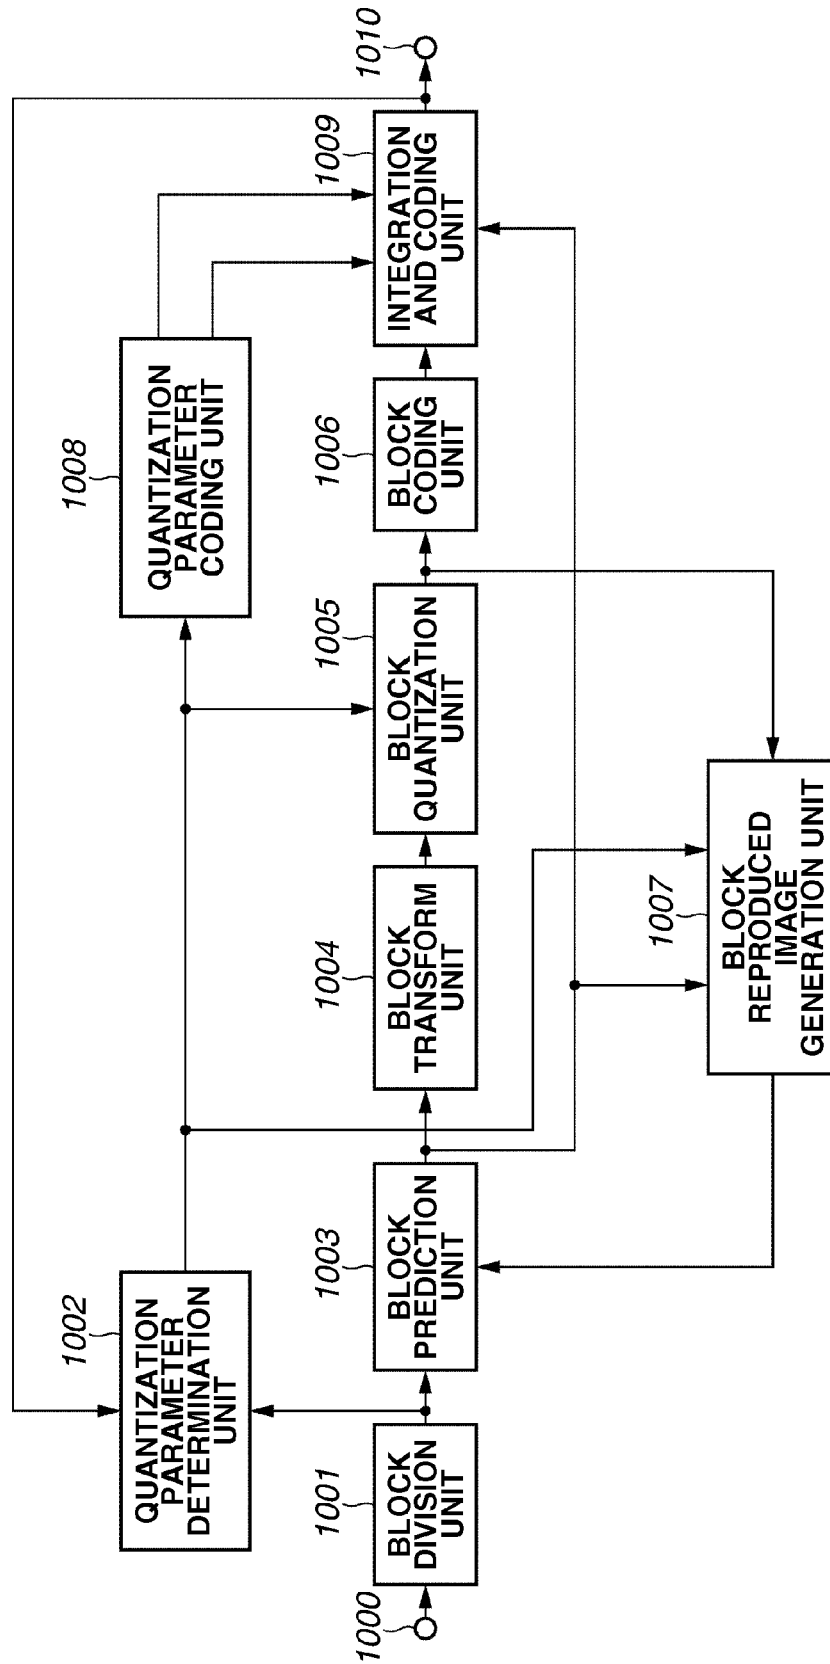 1000
1001
BLOCK
DIVISION
UNIT
1002
QUANTIZATION
PARAMETER
DETERMINATION
UNIT
1003
BLOCK
PREDICTION
UNIT
1004
BLOCK
TRANSFORM
UNIT
1005
BLOCK
QUANTIZATION
UNIT
1006
BLOCK
CODING
UNIT
1007
BLOCK
REPRODUCED
IMAGE
GENERATION UNIT
1008
QUANTIZATION
PARAMETER
CODING UNIT
1009
INTEGRATION
AND CODING
UNIT
1010